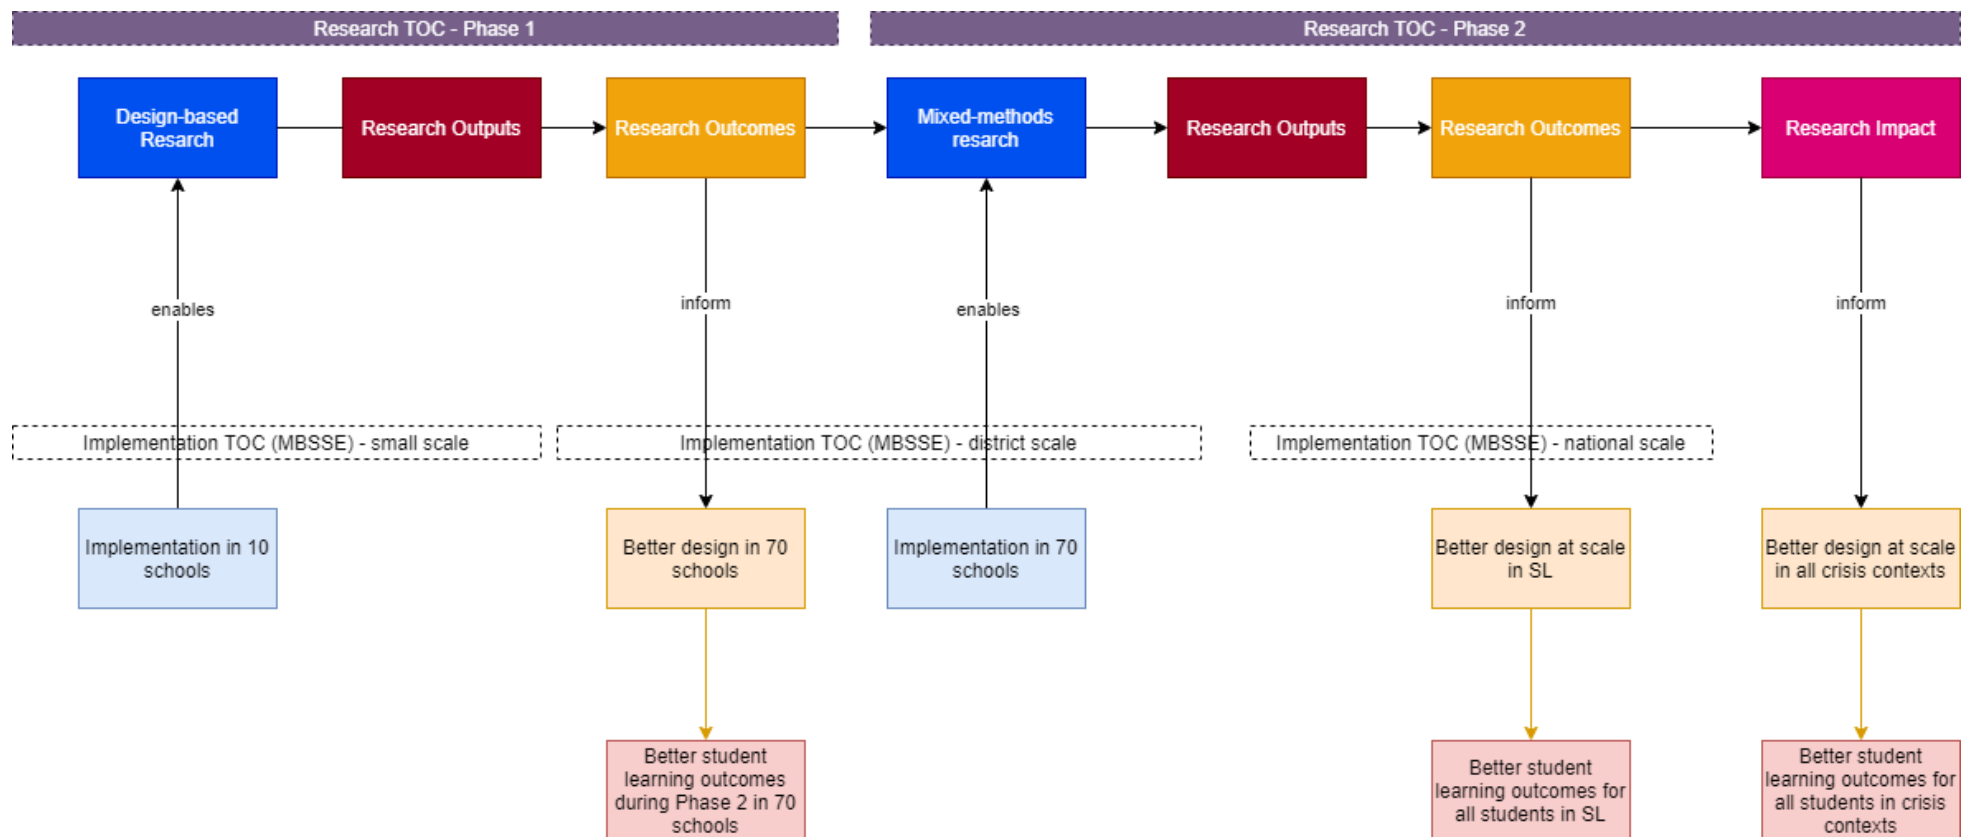 Research TOC - Phase 1
Research TOC - Phase 2
Design-based
Resarch
Research Outputs
Research Outcomes
Mixed-methods
resarch
Research Outputs
Research Outcomes
Research Impact
enables
inform
enables
inform
inform
Implementation TOC (MBSSE) - small scale
Implementation TOC (MBSSE) - district scale
Implementation TOC (MBSSE) - national scale
Implementation in 10
schools
Better design in 70
schools
Implementation in 70
schools
Better design at scale
in SL
Better design at scale
in all crisis contexts
Better student
learning outcomes
during Phase 2 in 70
schools
Better student
learning outcomes for
all students in SL
Better student
learning outcomes for
all students in crisis
contexts